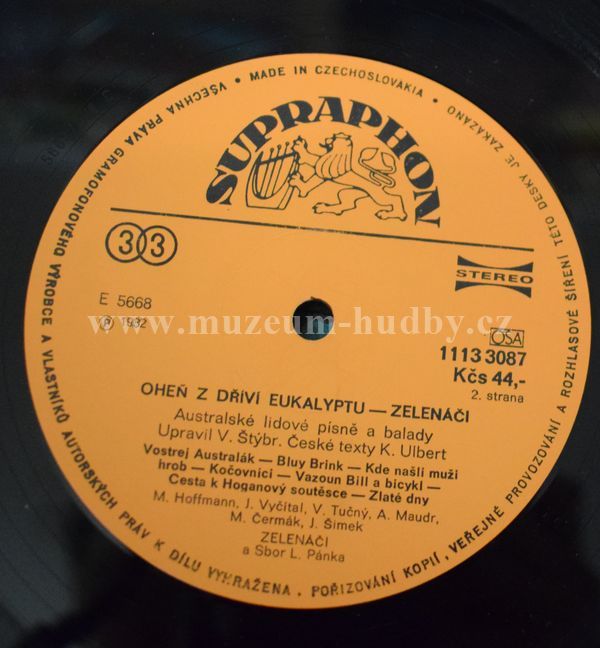 VŠECHNA PRÁVA GRAMOFONOVÉHO VÝROBCE A VLASTNÍKŮ AUTORSKÝCH PRÁV K DÍLU VYHRAŽENA. POŘIZOVÁNÍ KOPIÍ, VEŘEJNÉ PROVOZOVÁNÍ A ROZHLASOVÉ ŠÍŘENÍ TÉTO DESKY JE ZAKÁZÁNO
• MADE IN CZECHOSLOVAKIA •
SUPRAPHON
33
STEREO
E 5668
Ⓟ 1982
www.muzeum-hudby.cz
OSA
1113 3087
Kčs 44,-
2. strana
OHEŇ Z DŘÍVÍ EUKALYPTU — ZELENÁČI
Australské lidové písně a balady
Upravil V. Štýbr. České texty K. Ulbert
Vostrej Australák — Bluy Brink — Kde našli muži
hrob — Kočovníci — Vazoun Bill a bicykl —
Cesta k Hoganový soutěsce — Zlaté dny
M. Hoffmann, J. Vyčítal, V. Tučný, A. Maudr,
M. Čermák, J. Šimek
ZELENÁČI
a Sbor L. Pánka